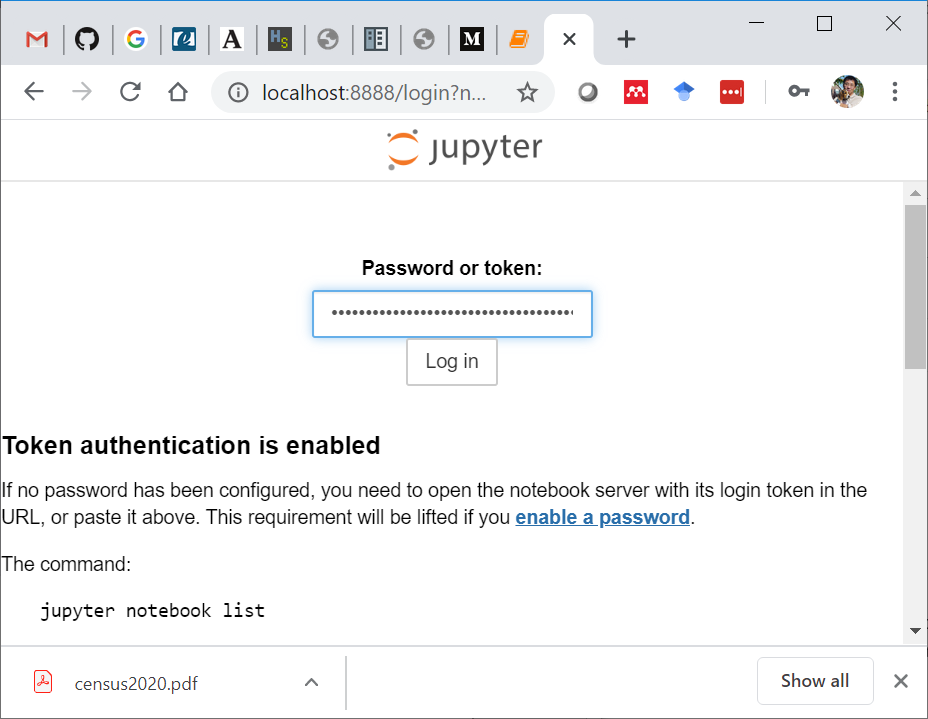 A
HS
M
localhost:8888/login?n...
jupyter
Password or token:
••••••••••••••••••••••••••••••••••••
Log in
Token authentication is enabled
If no password has been configured, you need to open the notebook server with its login token in the
URL, or paste it above. This requirement will be lifted if you enable a password.
The command:
jupyter notebook list
census2020.pdf
Show all